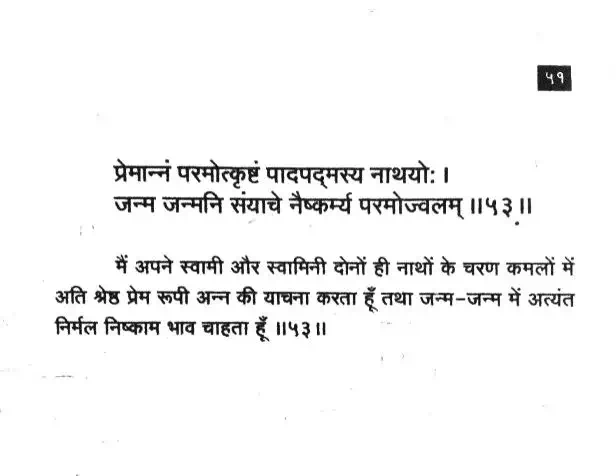 ५१
प्रेमान्नं परमोत्कृष्टं पादपद्मस्य नाथयोः ।
जन्म जन्मनि संयाचे नैष्कर्म्य परमोज्वलम् ॥५३॥
मैं अपने स्वामी और स्वामिनी दोनों ही नाथों के चरण कमलों में
अति श्रेष्ठ प्रेम रूपी अन्न की याचना करता हूँ तथा जन्म-जन्म में अत्यंत
निर्मल निष्काम भाव चाहता हूँ ॥५३॥